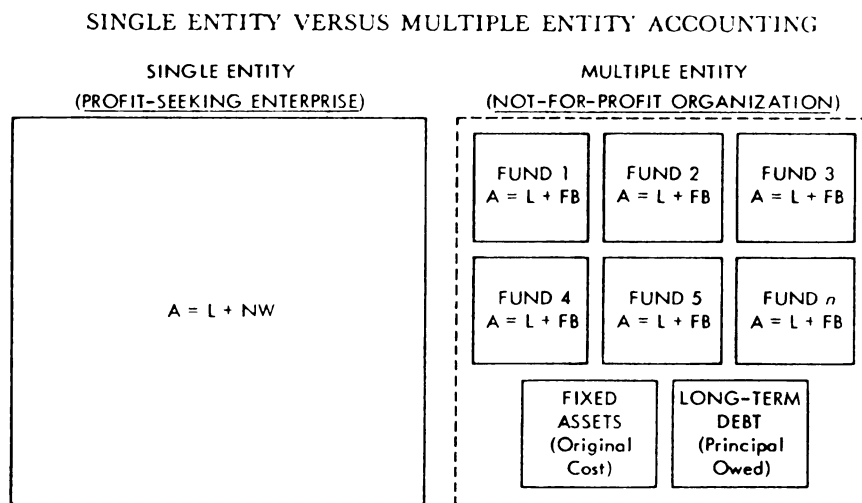 SINGLE ENTITY VERSUS MULTIPLE ENTITY ACCOUNTING
SINGLE ENTITY
(PROFIT-SEEKING ENTERPRISE)
A = L + NW
MULTIPLE ENTITY
(NOT-FOR-PROFIT ORGANIZATION)
FUND 1
A = L + FB
FUND 2
A = L + FB
FUND 3
A = L + FB
FUND 4
A = L + FB
FUND 5
A = L + FB
FUND n
A = L + FB
FIXED
ASSETS
(Original
Cost)
LONG-TERM
DEBT
(Principal
Owed)